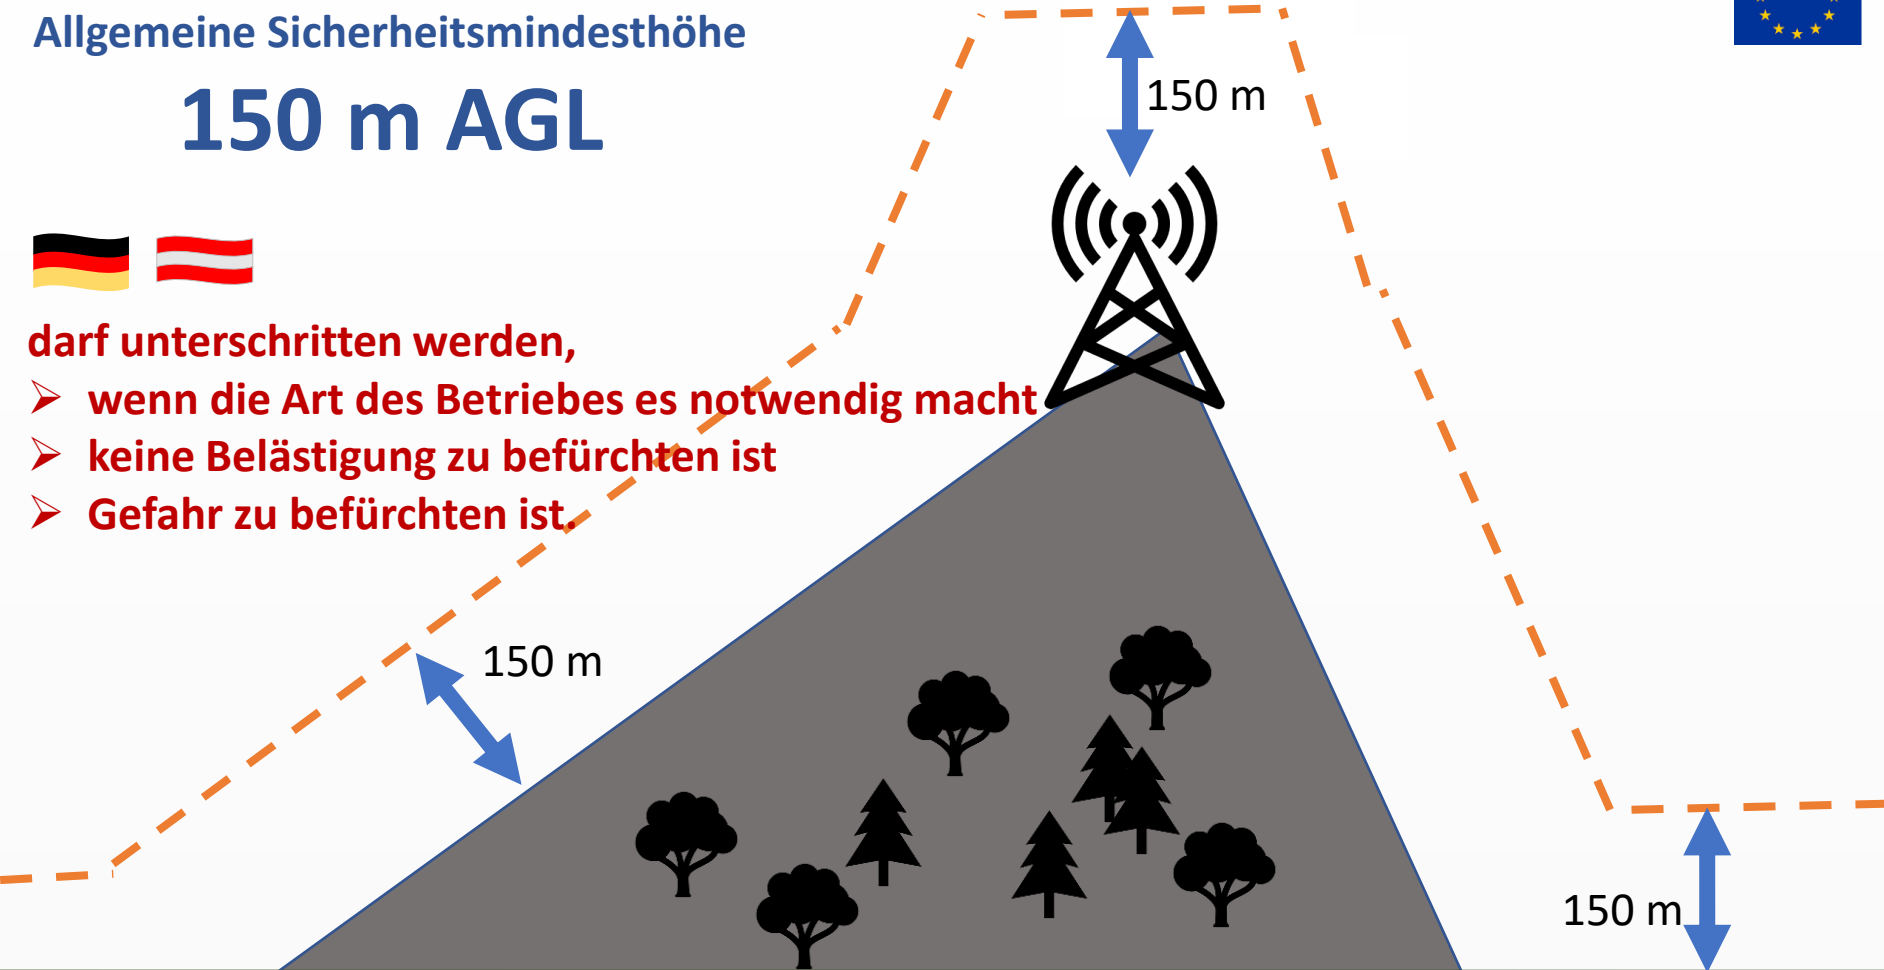 Allgemeine Sicherheitsmindesthöhe
150 m AGL
150 m
darf unterschritten werden,
➢ wenn die Art des Betriebes es notwendig macht
➢ keine Belästigung zu befürchten ist
➢ Gefahr zu befürchten ist.
150 m
150 m